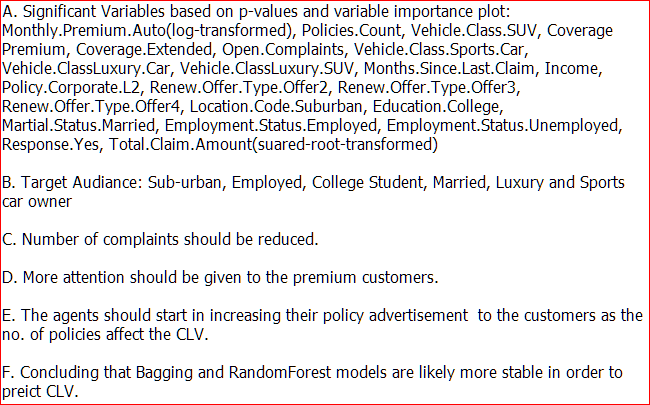 A. Significant Variables based on p-values and variable importance plot:
Monthly.Premium.Auto(log-transformed), Policies.Count, Vehicle.Class.SUV, Coverage
Premium, Coverage.Extended, Open.Complaints, Vehicle.Class.Sports.Car,
Vehicle.ClassLuxury.Car, Vehicle.ClassLuxury.SUV, Months.Since.Last.Claim, Income,
Policy.Corporate.L2, Renew.Offer.Type.Offer2, Renew.Offer.Type.Offer3,
Renew.Offer.Type.Offer4, Location.Code.Suburban, Education.College,
Martial.Status.Married, Employment.Status.Employed, Employment.Status.Unemployed,
Response.Yes, Total.Claim.Amount(suared-root-transformed)
B. Target Audiance: Sub-urban, Employed, College Student, Married, Luxury and Sports
car owner
C. Number of complaints should be reduced.
D. More attention should be given to the premium customers.
E. The agents should start in increasing their policy advertisement  to the customers as the
no. of policies affect the CLV.
F. Concluding that Bagging and RandomForest models are likely more stable in order to
preict CLV.